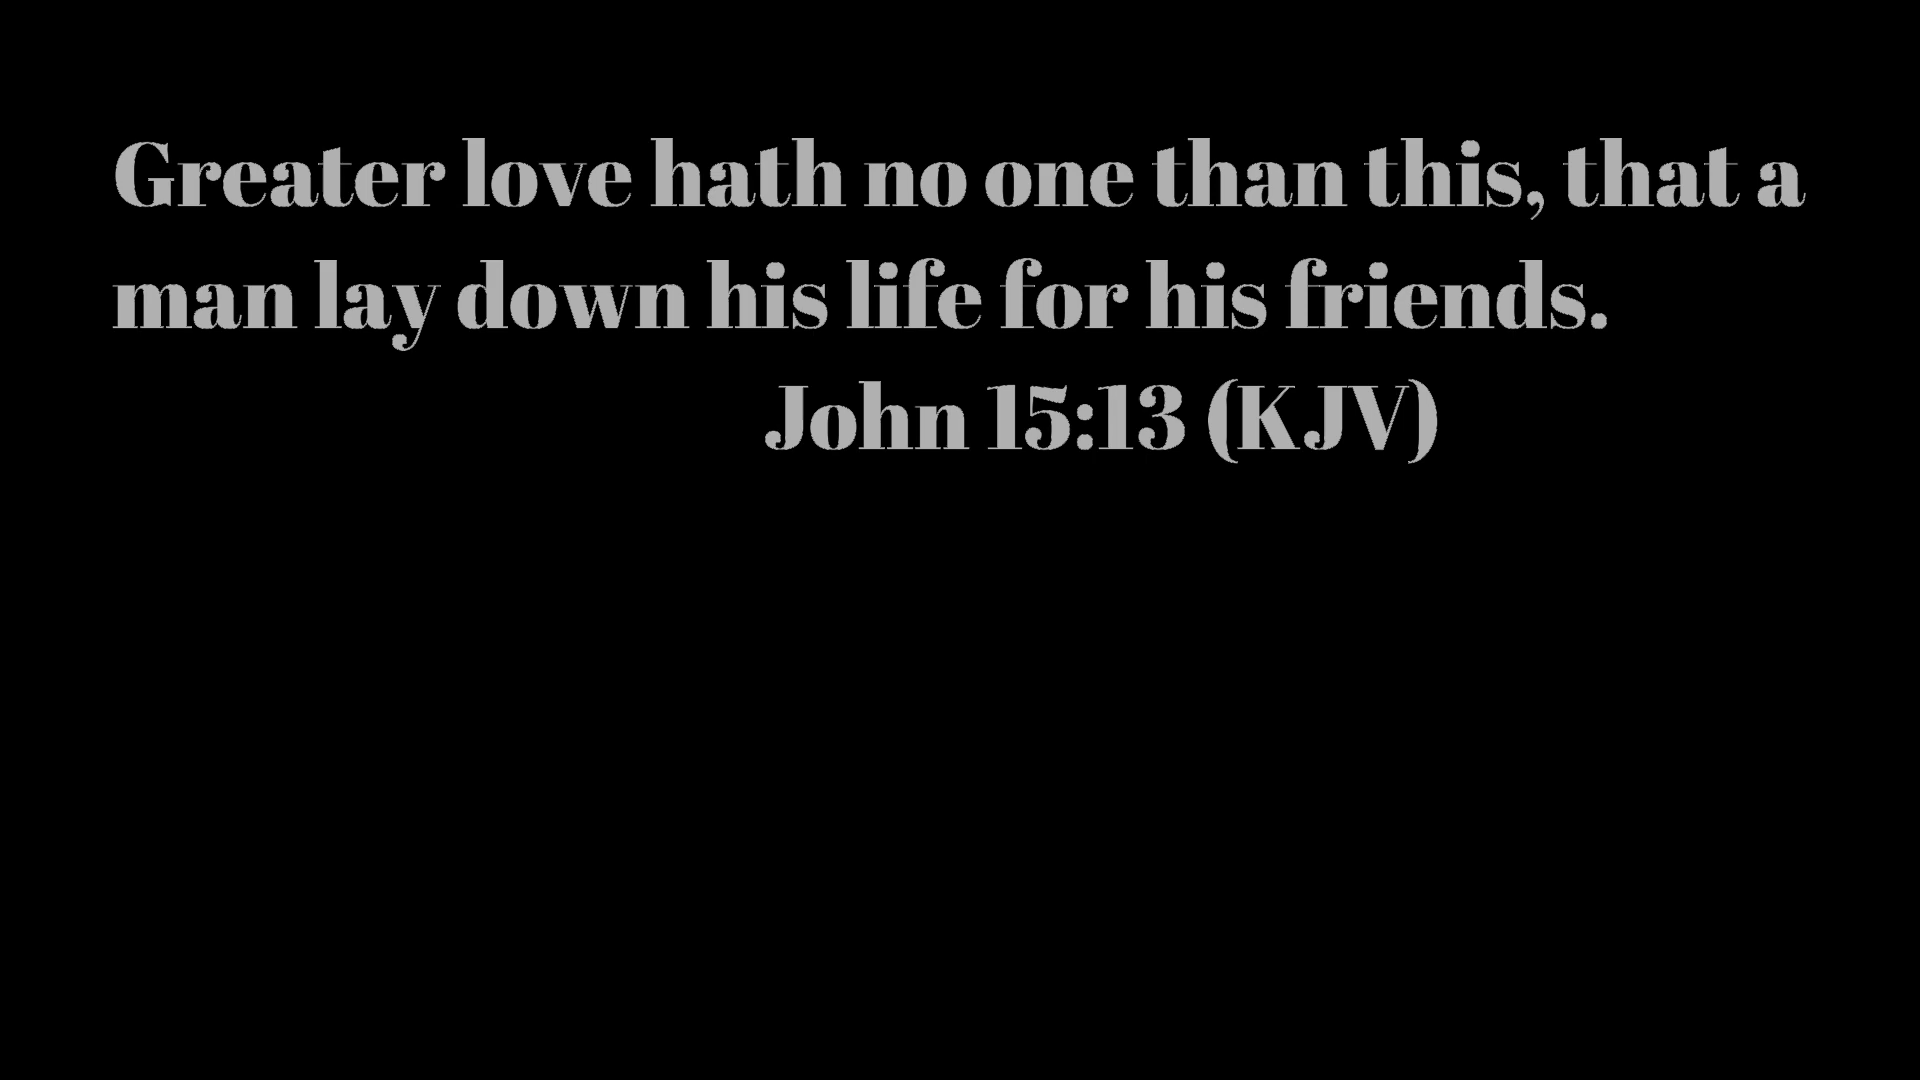 Greater love hath no one than this, that a
man lay down his life for his friends.
John 15:13 (KJV)